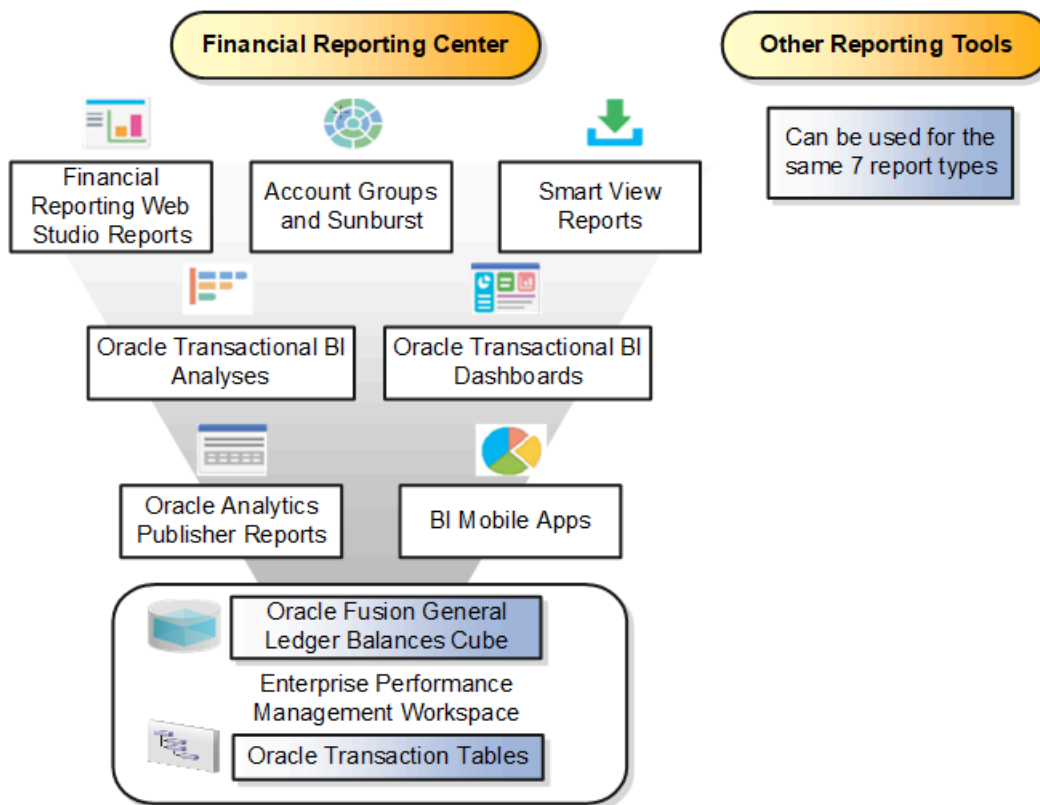 Financial Reporting Center
Other Reporting Tools
Can be used for the
same 7 report types
Financial
Reporting Web
Studio Reports
Account Groups
and Sunburst
Smart View
Reports
Oracle Transactional BI
Analyses
Oracle Transactional BI
Dashboards
Oracle Analytics
Publisher Reports
BI Mobile Apps
Oracle Fusion General
Ledger Balances Cube
Enterprise Performance
Management Workspace
Oracle Transaction Tables